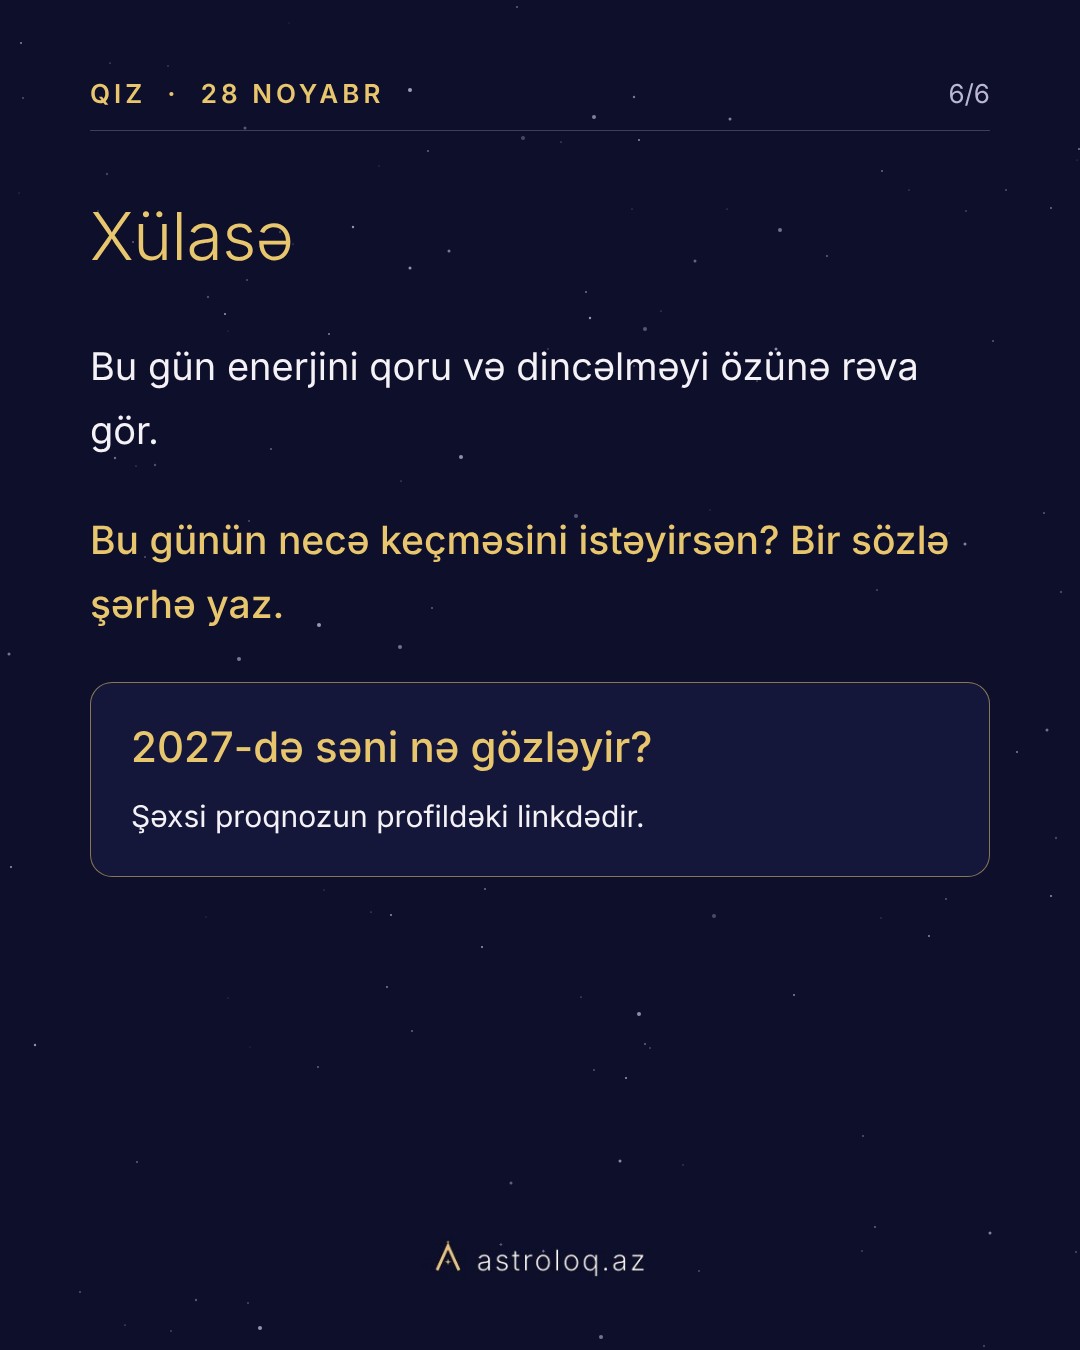 QIZ · 28 NOYABR
6/6
Xülasə
Bu gün enerjini qoru və dincəlməyi özünə rəva
gör.
Bu günün necə keçməsini istəyirsən? Bir sözlə
şərhə yaz.
2027-də səni nə gözləyir?
Şəxsi proqnozun profildəki linkdədir.
astroloq.az